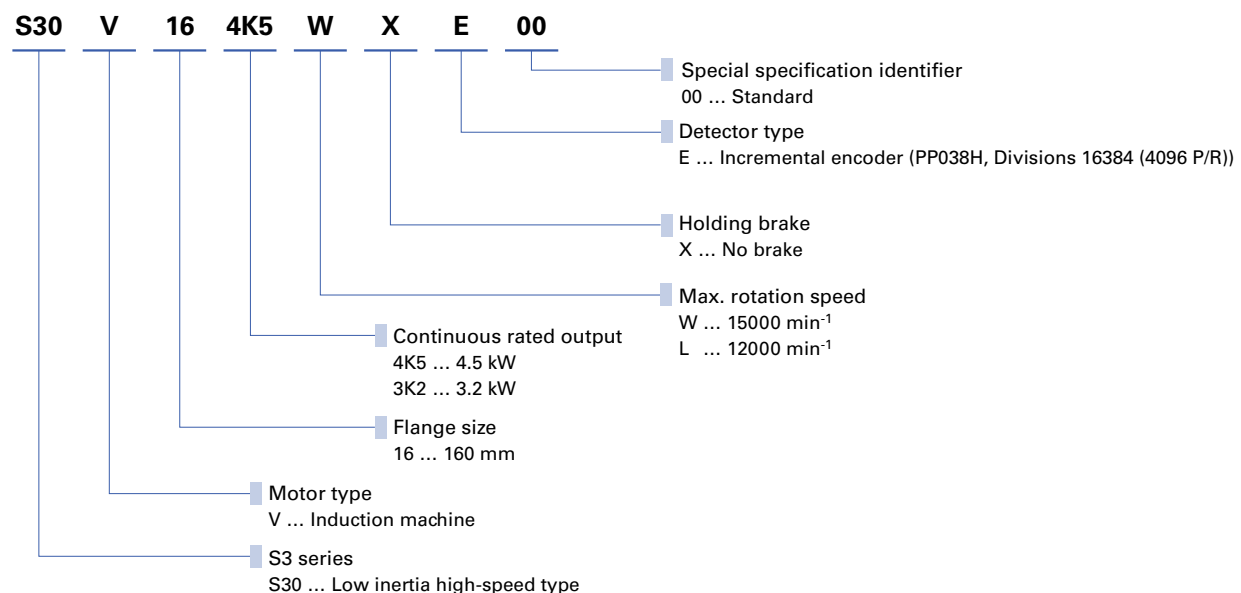 S30 V 16 4K5 W X E 00
Special specification identifier
00 … Standard
Detector type
E … Incremental encoder (PP038H, Divisions 16384 (4096 P/R))
Holding brake
X … No brake
Max. rotation speed
W … 15000 min⁻¹
L … 12000 min⁻¹
Continuous rated output
4K5 … 4.5 kW
3K2 … 3.2 kW
Flange size
16 … 160 mm
Motor type
V … Induction machine
S3 series
S30 … Low inertia high-speed type